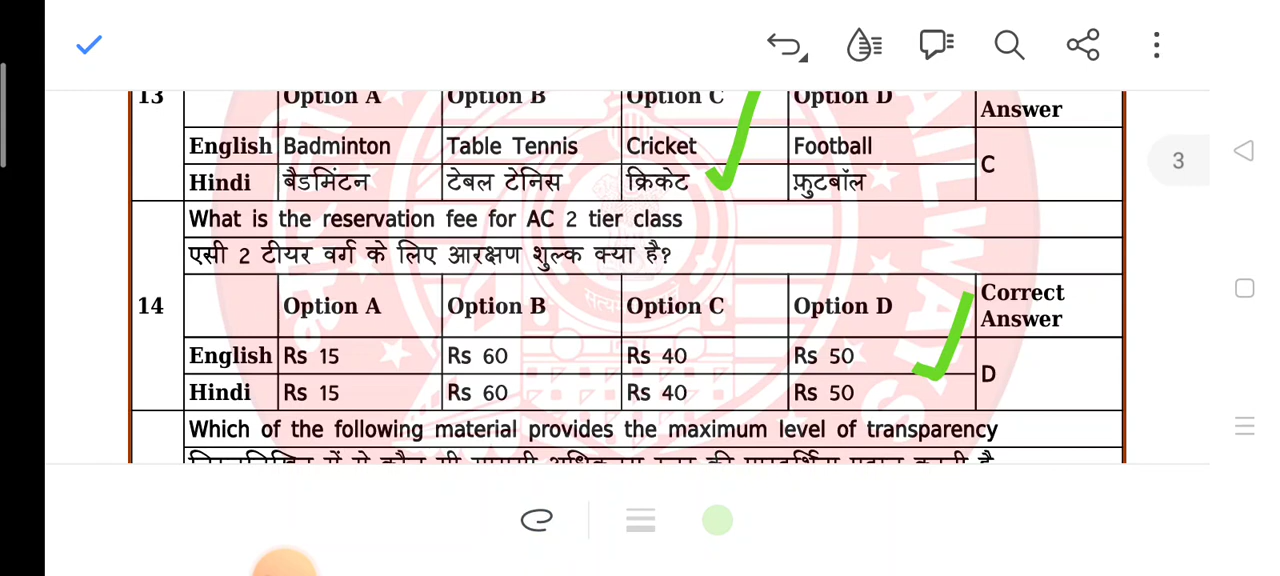 13 Option A Option B Option C Option D Answer
English Badminton Table Tennis Cricket Football C
Hindi बैडमिंटन टेबल टेनिस क्रिकेट फ़ुटबॉल
What is the reservation fee for AC 2 tier class
एसी 2 टीयर वर्ग के लिए आरक्षण शुल्क क्या है?
14 Option A Option B Option C Option D Correct Answer
English Rs 15 Rs 60 Rs 40 Rs 50 D
Hindi Rs 15 Rs 60 Rs 40 Rs 50
Which of the following material provides the maximum level of transparency
3